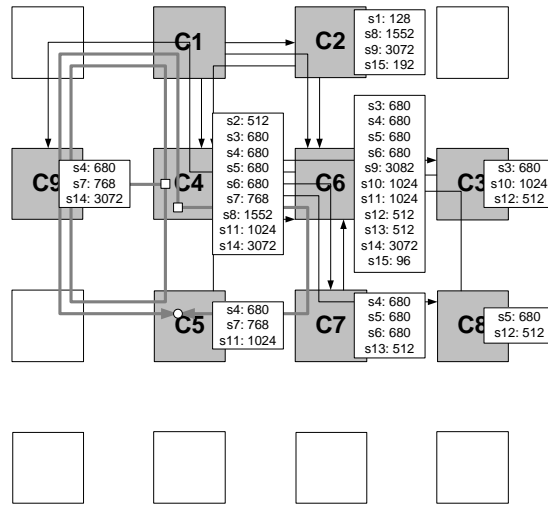 C1
C2
s1: 128
s8: 1552
s9: 3072
s15: 192
C9
s4: 680
s7: 768
s14: 3072
C4
s2: 512
s3: 680
s4: 680
s5: 680
s6: 680
s7: 768
s8: 1552
s11: 1024
s14: 3072
C6
s3: 680
s4: 680
s5: 680
s6: 680
s9: 3082
s10: 1024
s11: 1024
s12: 512
s13: 512
s14: 3072
s15: 96
C3
s3: 680
s10: 1024
s12: 512
C5
s4: 680
s7: 768
s11: 1024
C7
s4: 680
s5: 680
s6: 680
s13: 512
C8
s5: 680
s12: 512